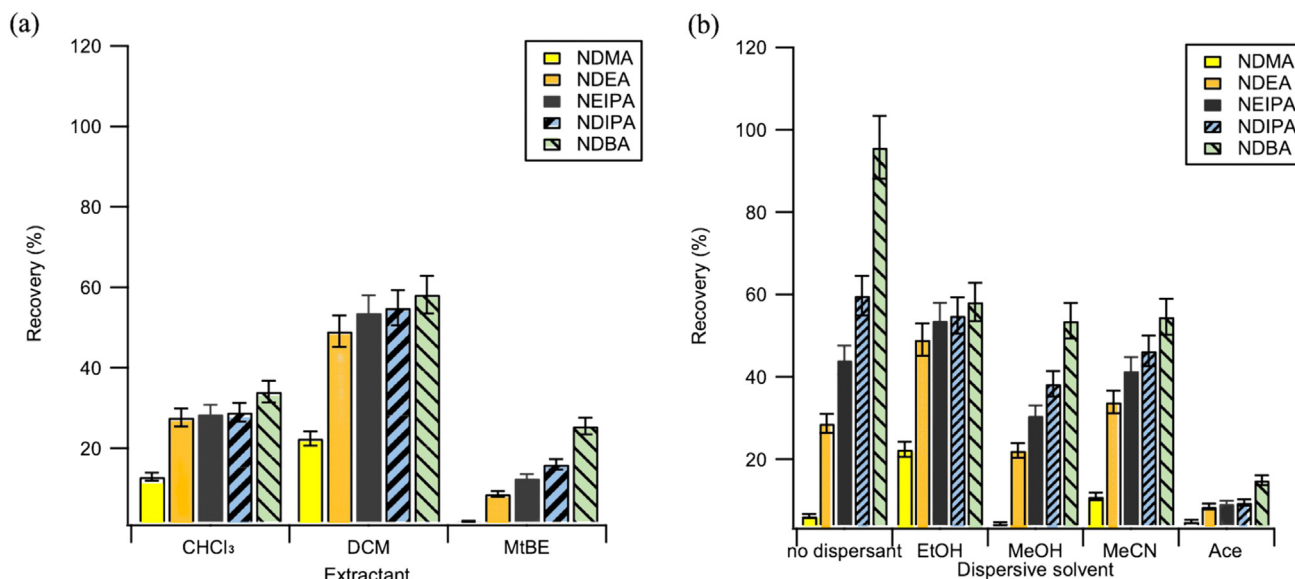 (a)
120
100
80
60
40
20
Recovery (%)
NDMA
NDEA
NEIPA
NDIPA
NDBA
CHCl₃
DCM
MtBE
Extractant
(b)
120
100
80
60
40
20
Recovery (%)
NDMA
NDEA
NEIPA
NDIPA
NDBA
no dispersant
EtOH
MeOH
MeCN
Ace
Dispersive solvent